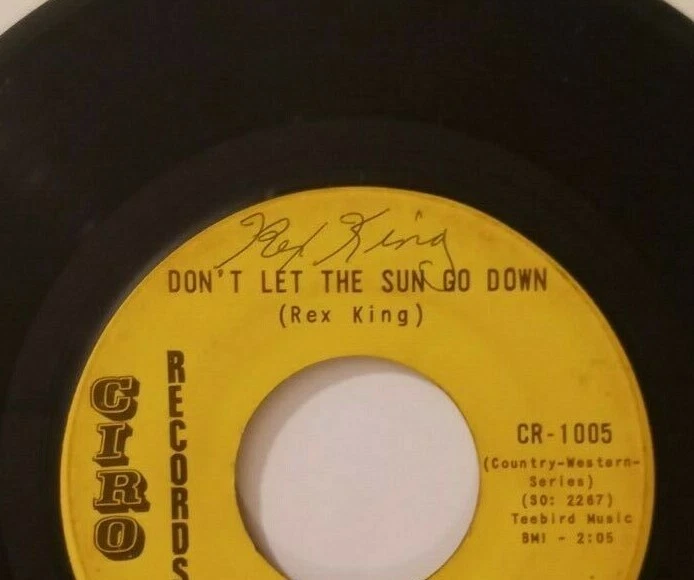 Rex King
DON'T LET THE SUN GO DOWN
(Rex King)
CIRO
RECORDS
CR-1005
(Country-Western-
Series)
(SO: 2267)
Teebird Music
BMI - 2:05